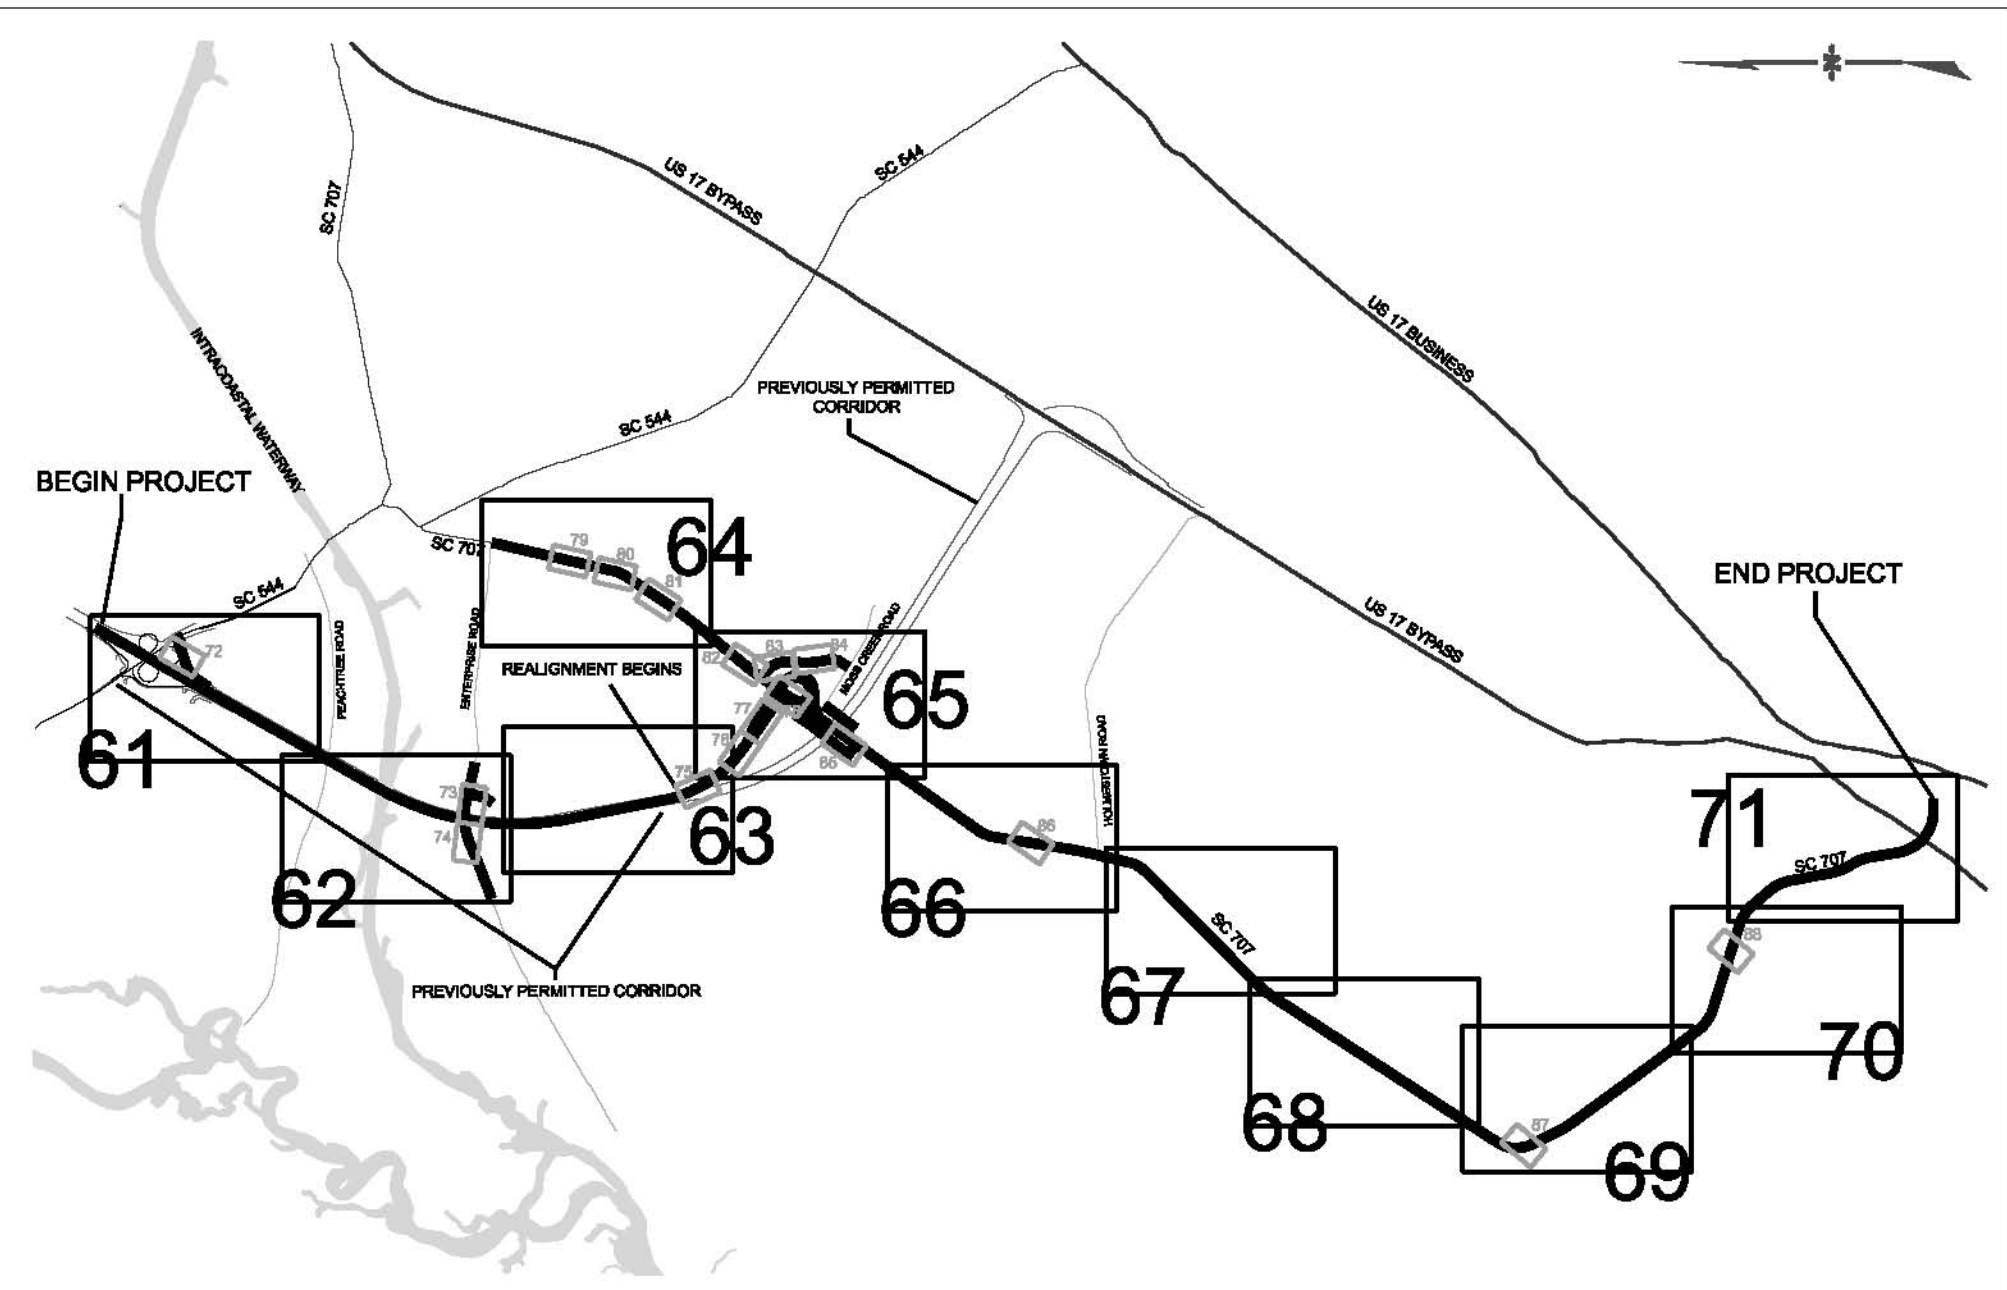 N
SC 707
SC 544
US 17 BYPASS
US 17 BUSINESS
INTRACOASTAL WATERWAY
PREVIOUSLY PERMITTED
CORRIDOR
SC 544
BEGIN PROJECT
SC 707
64
79
80
81
END PROJECT
SC 544
PEACHTREE ROAD
ENTERPRISE ROAD
REALIGNMENT BEGINS
US 17 BYPASS
72
82
83
84
MOSS CREEK ROAD
65
77
76
75
85
61
73
74
63
HOLMESTOWN ROAD
86
71
SC 707
62
66
SC 707
88
PREVIOUSLY PERMITTED CORRIDOR
67
70
68
87
69